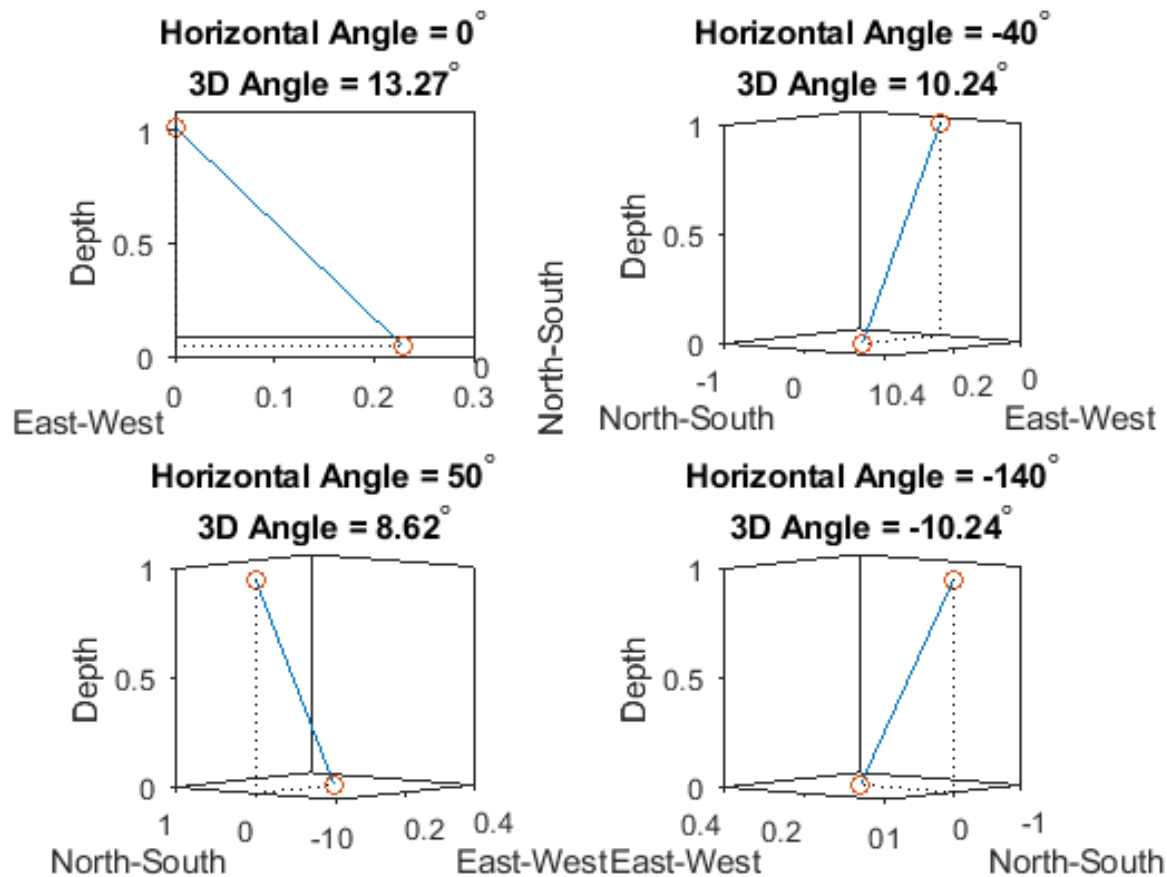 Horizontal Angle = 0°
3D Angle = 13.27°
1
0.5
0
Depth
0 0.1 0.2 0.3
0
East-West
North-South
Horizontal Angle = -40°
3D Angle = 10.24°
1
0.5
0
Depth
-1 0 10.4 0.2 0
North-South East-West
Horizontal Angle = 50°
3D Angle = 8.62°
1
0.5
0
Depth
1 0 -10 0.2 0.4
North-South East-West
Horizontal Angle = -140°
3D Angle = -10.24°
1
0.5
0
Depth
0.4 0.2 01 0 -1
East-West North-South